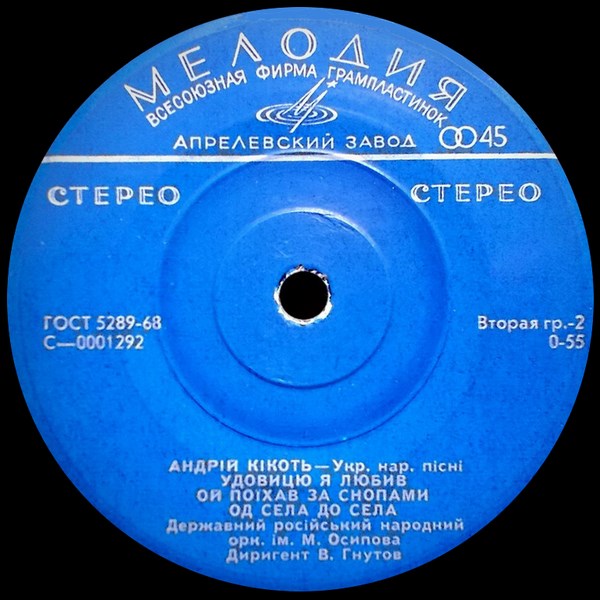 МЕЛОДИЯ
ВСЕСОЮЗНАЯ ФИРМА ГРАМПЛАСТИНОК
АПРЕЛЕВСКИЙ ЗАВОД 45
СТЕРЕО СТЕРЕО
ГОСТ 5289-68
С—0001292
Вторая гр.-2
0-55
АНДРІЙ КІКОТЬ—Укр. нар. пісні
УДОВИЦЮ Я ЛЮБИВ
ОЙ ПОЇХАВ ЗА СНОПАМИ
ОД СЕЛА ДО СЕЛА
Державний російський народний
орк. ім. М. Осипова
Диригент В. Гнутов